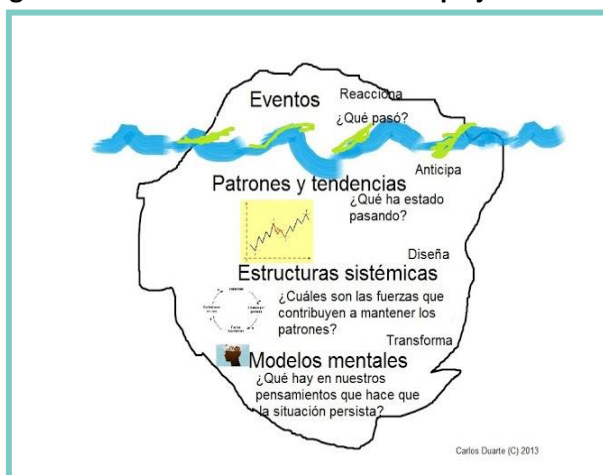 Eventos
Reacciona
¿Qué pasó?
Anticipa
Patrones y tendencias
¿Qué ha estado
pasando?
Diseña
Estructuras sistémicas
¿Cuáles son las fuerzas que
contribuyen a mantener los
patrones?
Transforma
Modelos mentales
¿Qué hay en nuestros
pensamientos que hace que
la situación persista?
Carlos Duarte (C) 2013